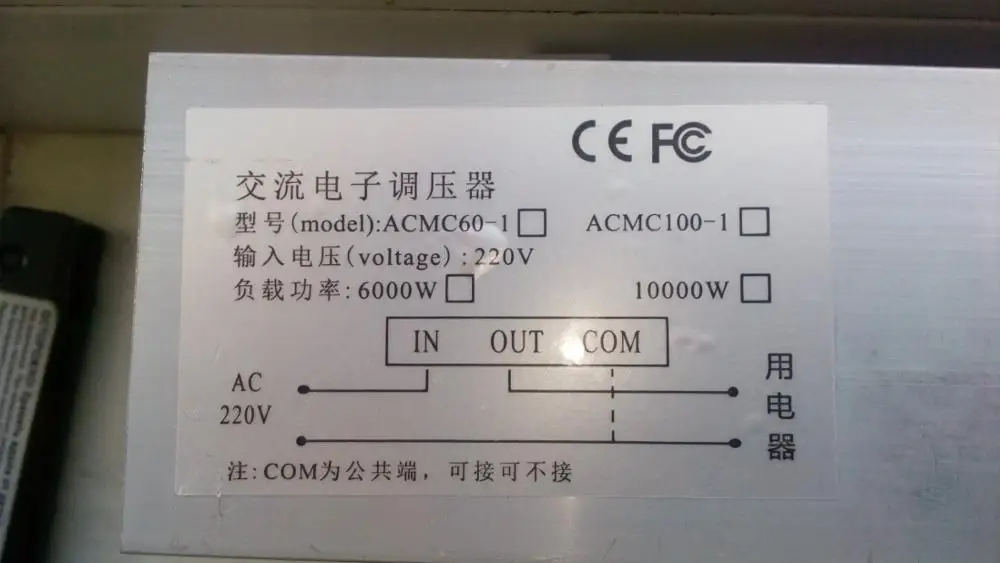 CE FC
交流电子调压器
型号(model):ACMC60-1□ ACMC100-1□
输入电压(voltage):220V
负载功率:6000W□ 10000W□
IN OUT COM
AC
220V
用电器
注:COM为公共端，可接可不接